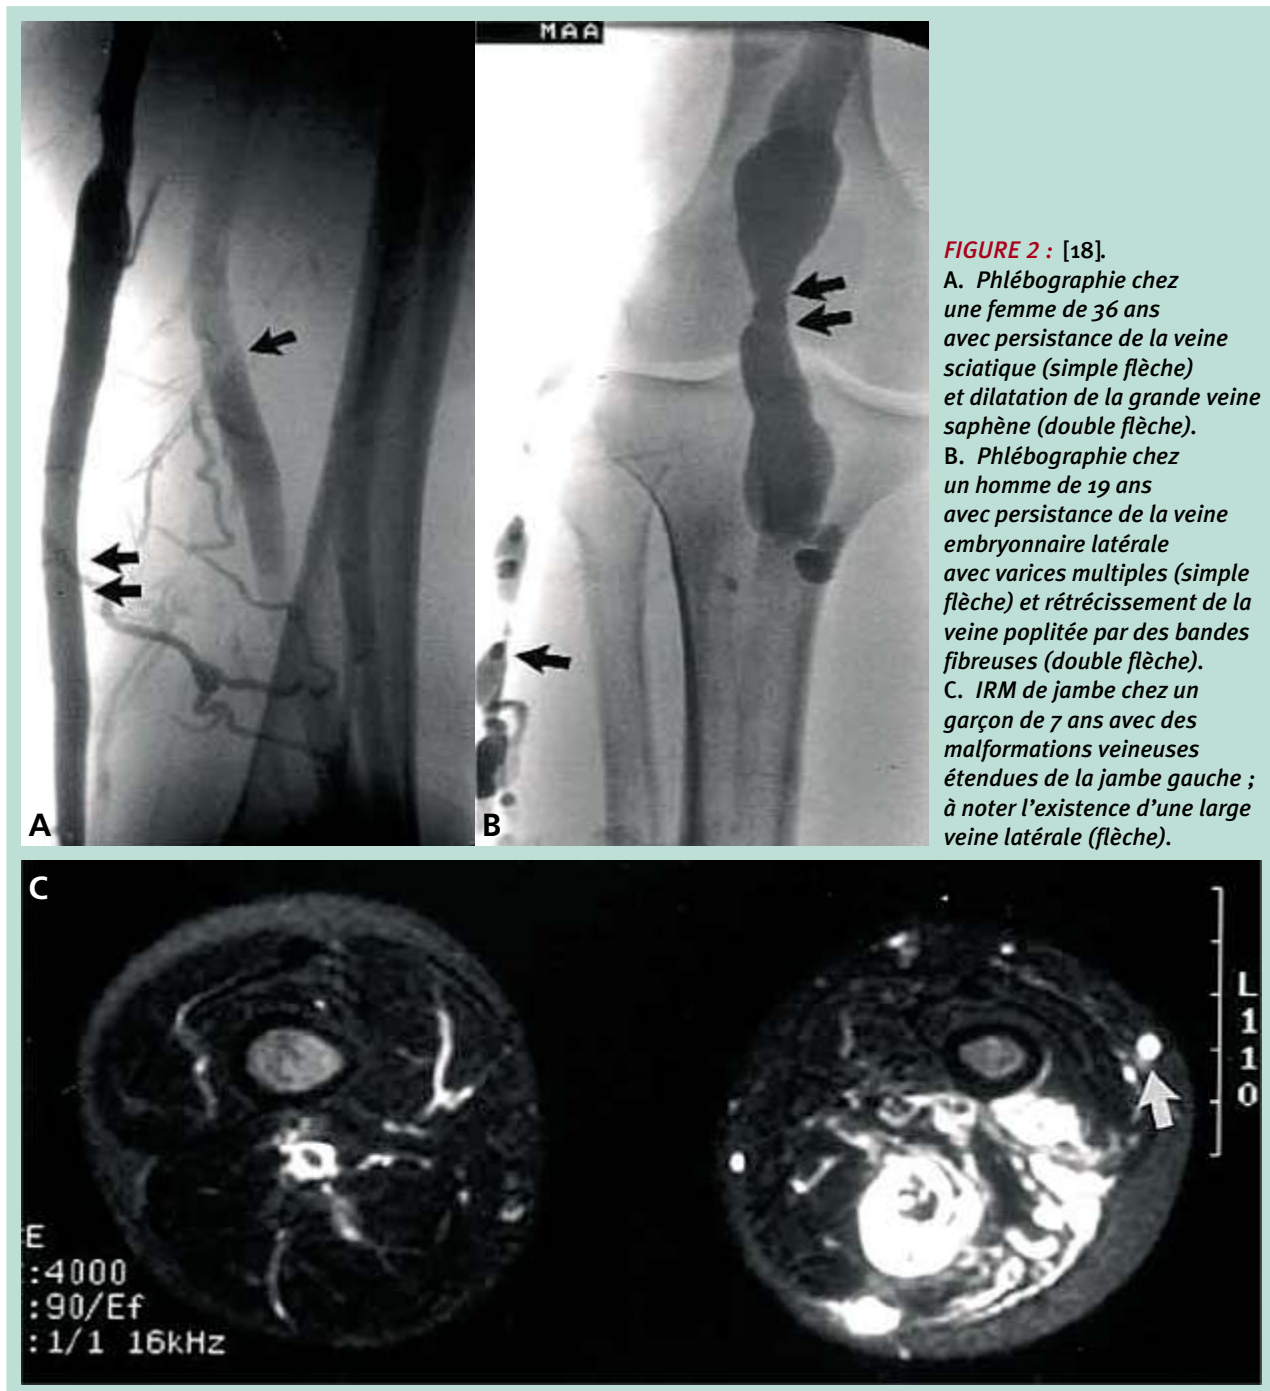 MAA
FIGURE 2 : [18].
A. Phlébographie chez
une femme de 36 ans
avec persistance de la veine
sciatique (simple flèche)
et dilatation de la grande veine
saphène (double flèche).
B. Phlébographie chez
un homme de 19 ans
avec persistance de la veine
embryonnaire latérale
avec varices multiples (simple
flèche) et rétrécissement de la
veine poplitée par des bandes
fibreuses (double flèche).
C. IRM de jambe chez un
garçon de 7 ans avec des
malformations veineuses
étendues de la jambe gauche ;
à noter l'existence d'une large
veine latérale (flèche).
A
B
C
L
1
1
0
E
:4000
:90/Ef
:1/1 16kHz